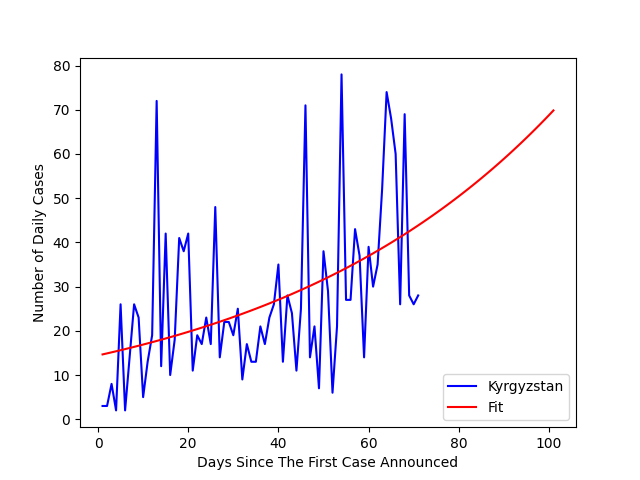 80
70
60
50
40
30
20
10
0
Number of Daily Cases
Kyrgyzstan
Fit
0 20 40 60 80 100
Days Since The First Case Announced